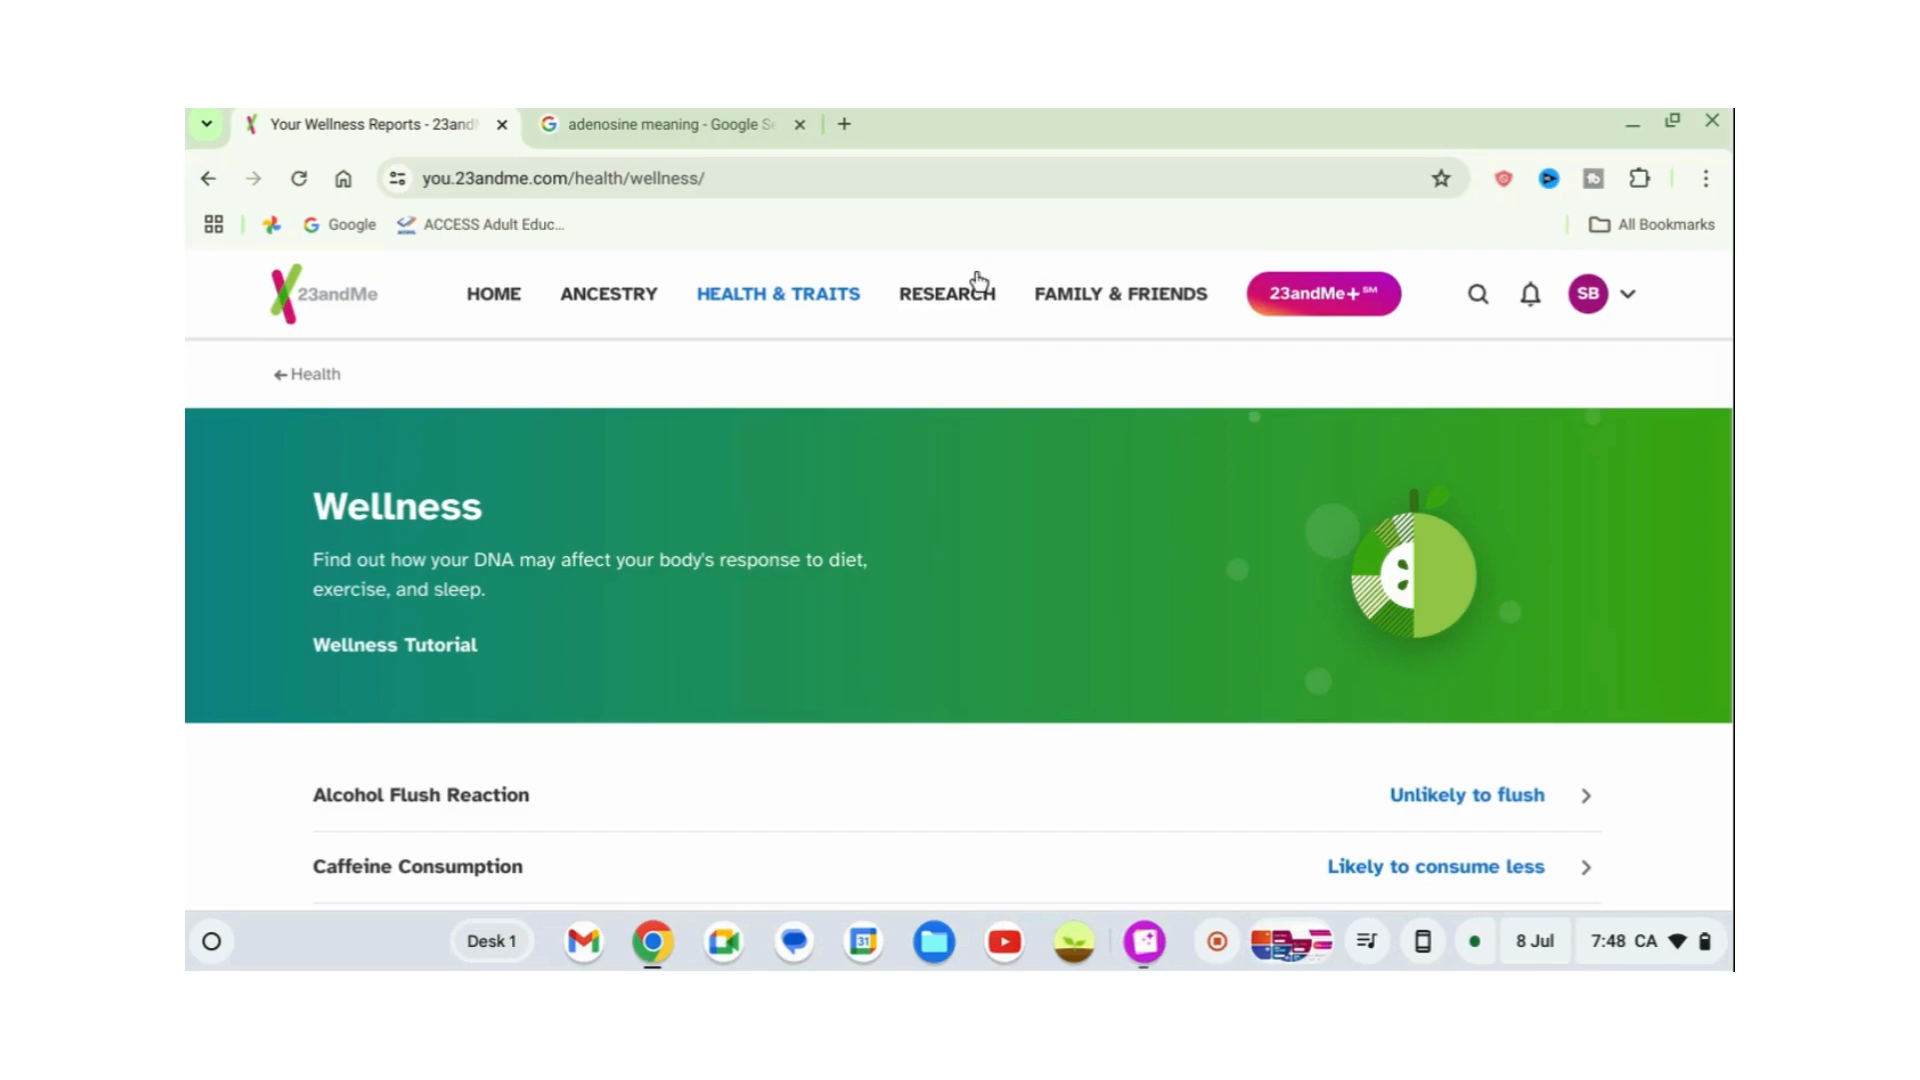 Your Wellness Reports - 23and
adenosine meaning - Google Se
you.23andme.com/health/wellness/
Google
ACCESS Adult Educ...
All Bookmarks
23andMe
HOME
ANCESTRY
HEALTH & TRAITS
RESEARCH
FAMILY & FRIENDS
23andMe+℠
SB
Health
Wellness
Find out how your DNA may affect your body's response to diet,
exercise, and sleep.
Wellness Tutorial
Alcohol Flush Reaction
Unlikely to flush
Caffeine Consumption
Likely to consume less
Desk 1
31
8 Jul
7:48 CA